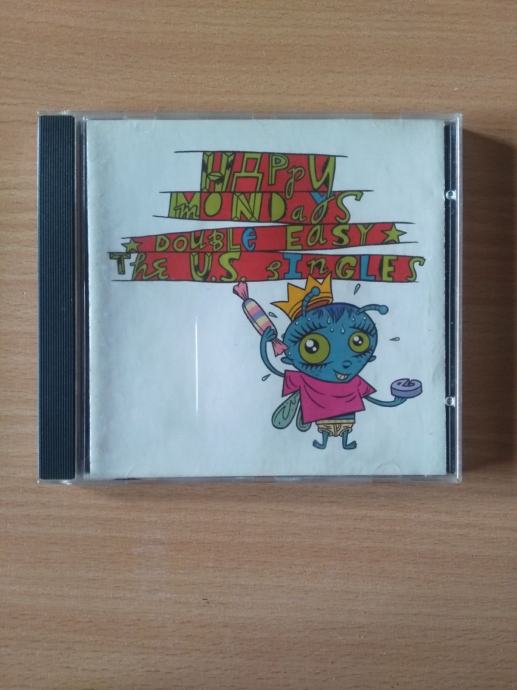 HAPPY
MONDAYS
DOUBLE EASY
The U.S. SINGLES